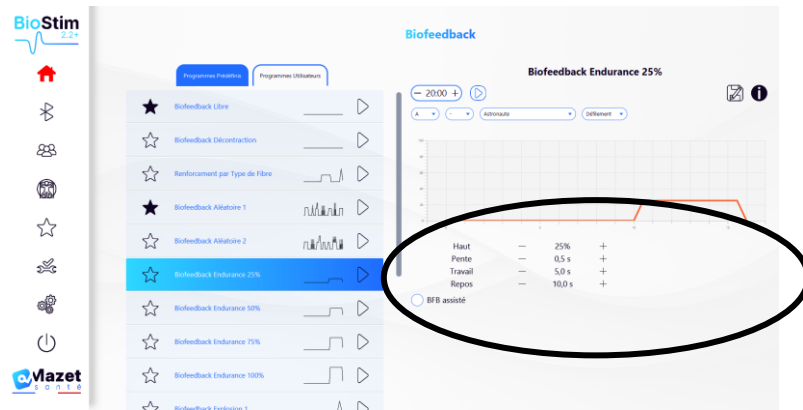 BioStim
2.2+
Biofeedback
Programmes Prédéfinis
Programmes Utilisateurs
Biofeedback Libre
Biofeedback Décontraction
Renforcement par Type de Fibre
Biofeedback Aléatoire 1
Biofeedback Aléatoire 2
Biofeedback Endurance 25%
Biofeedback Endurance 50%
Biofeedback Endurance 75%
Biofeedback Endurance 100%
Biofeedback Explosion 1
Biofeedback Endurance 25%
− 20:00 +
A - Astronaute Défilement
Haut − 25% +
Pente − 0,5 s +
Travail − 5,0 s +
Repos − 10,0 s +
BFB assisté
Mazet
santé